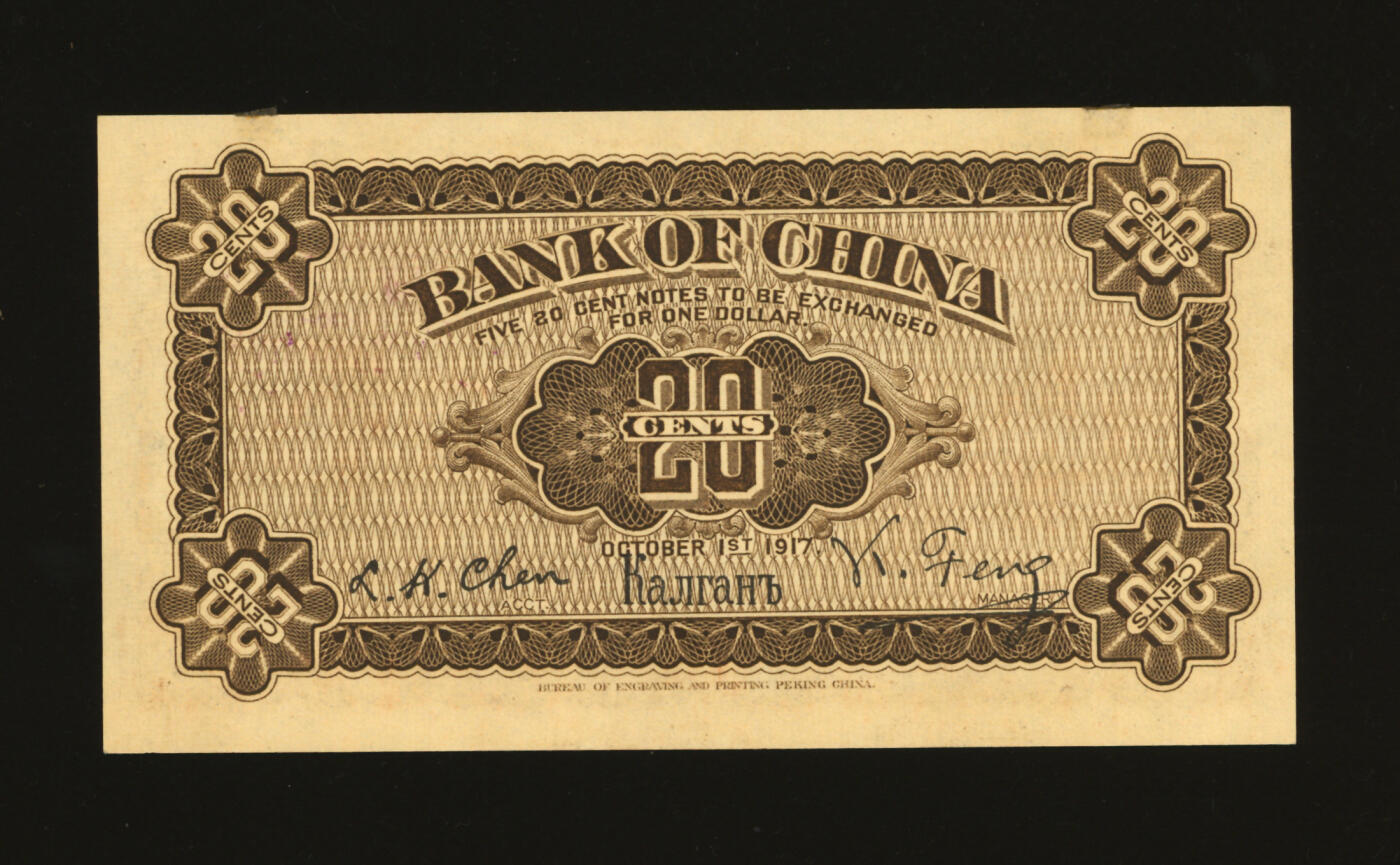 20
CENTS
20
CENTS
BANK OF CHINA
FIVE 20 CENT NOTES TO BE EXCHANGED
FOR ONE DOLLAR.
20
CENTS
OCTOBER 1ST 1917.
L. H. Chen
ACCT.
Калганъ
K. Feng
20
CENTS
20
CENTS
BUREAU OF ENGRAVING AND PRINTING PEKING CHINA.